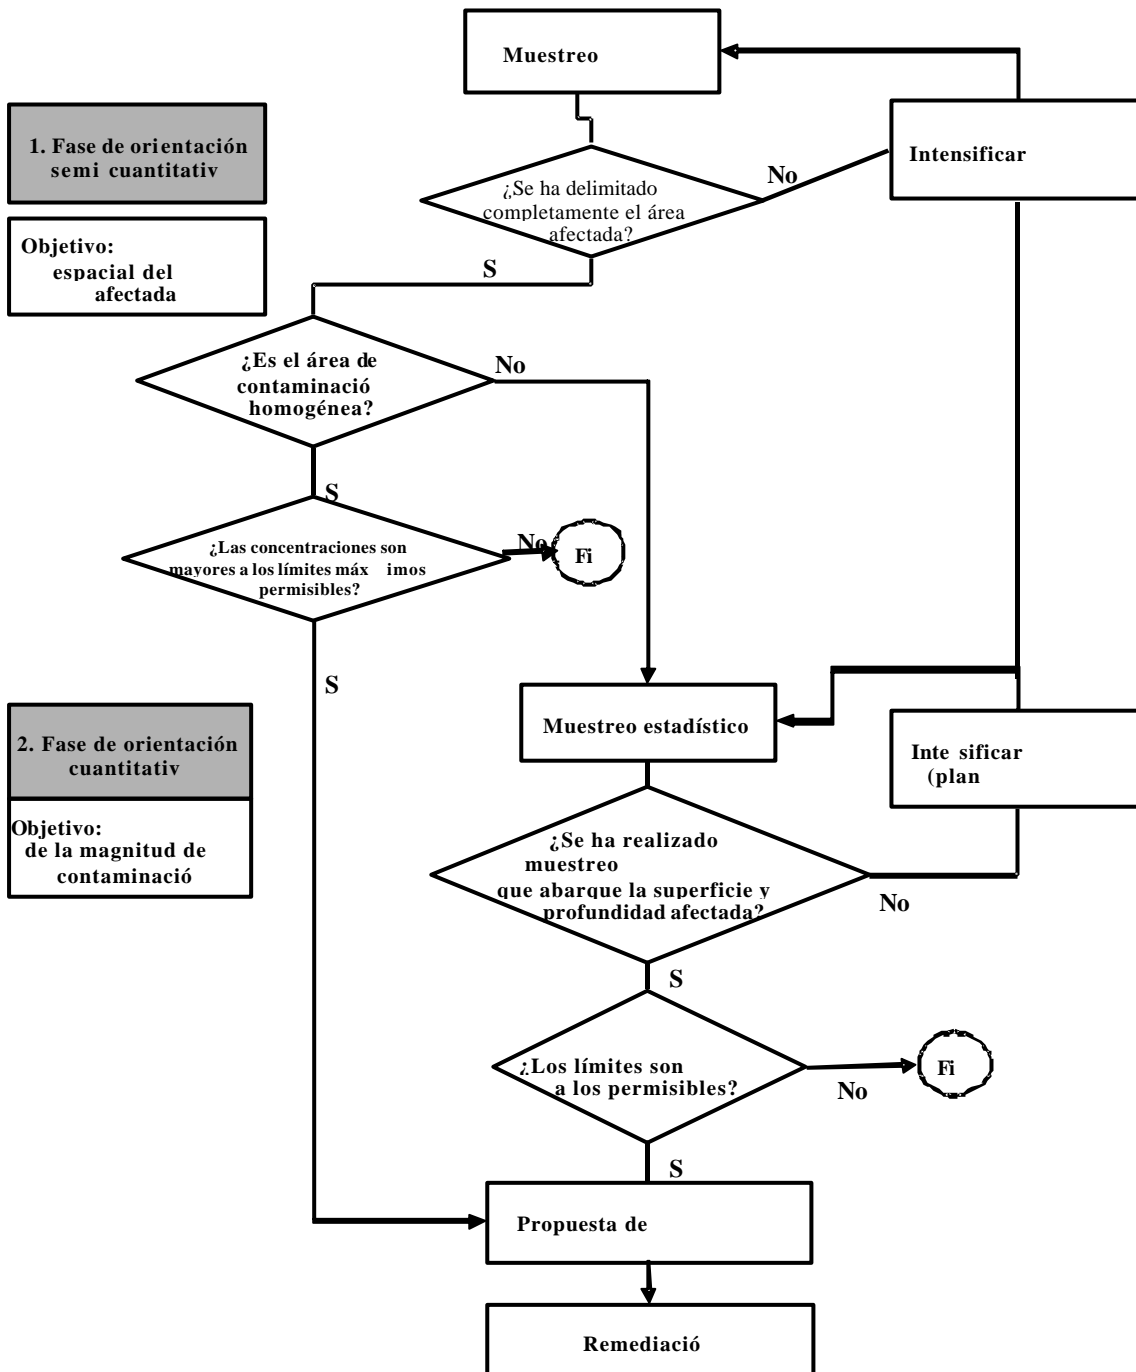 Muestreo
1. Fase de orientación
semi cuantitativ
Intensificar
No
¿Se ha delimitado
completamente el área
afectada?
Objetivo:
espacial del
afectada
S
¿Es el área de
contaminació
homogénea?
No
S
¿Las concentraciones son
mayores a los límites máx imos
permisibles?
No
Fi
S
2. Fase de orientación
cuantitativ
Muestreo estadístico
Inte sificar
(plan
Objetivo:
de la magnitud de
contaminació
¿Se ha realizado
muestreo
que abarque la superficie y
profundidad afectada?
No
S
¿Los límites son
a los permisibles?
No
Fi
S
Propuesta de
Remediació